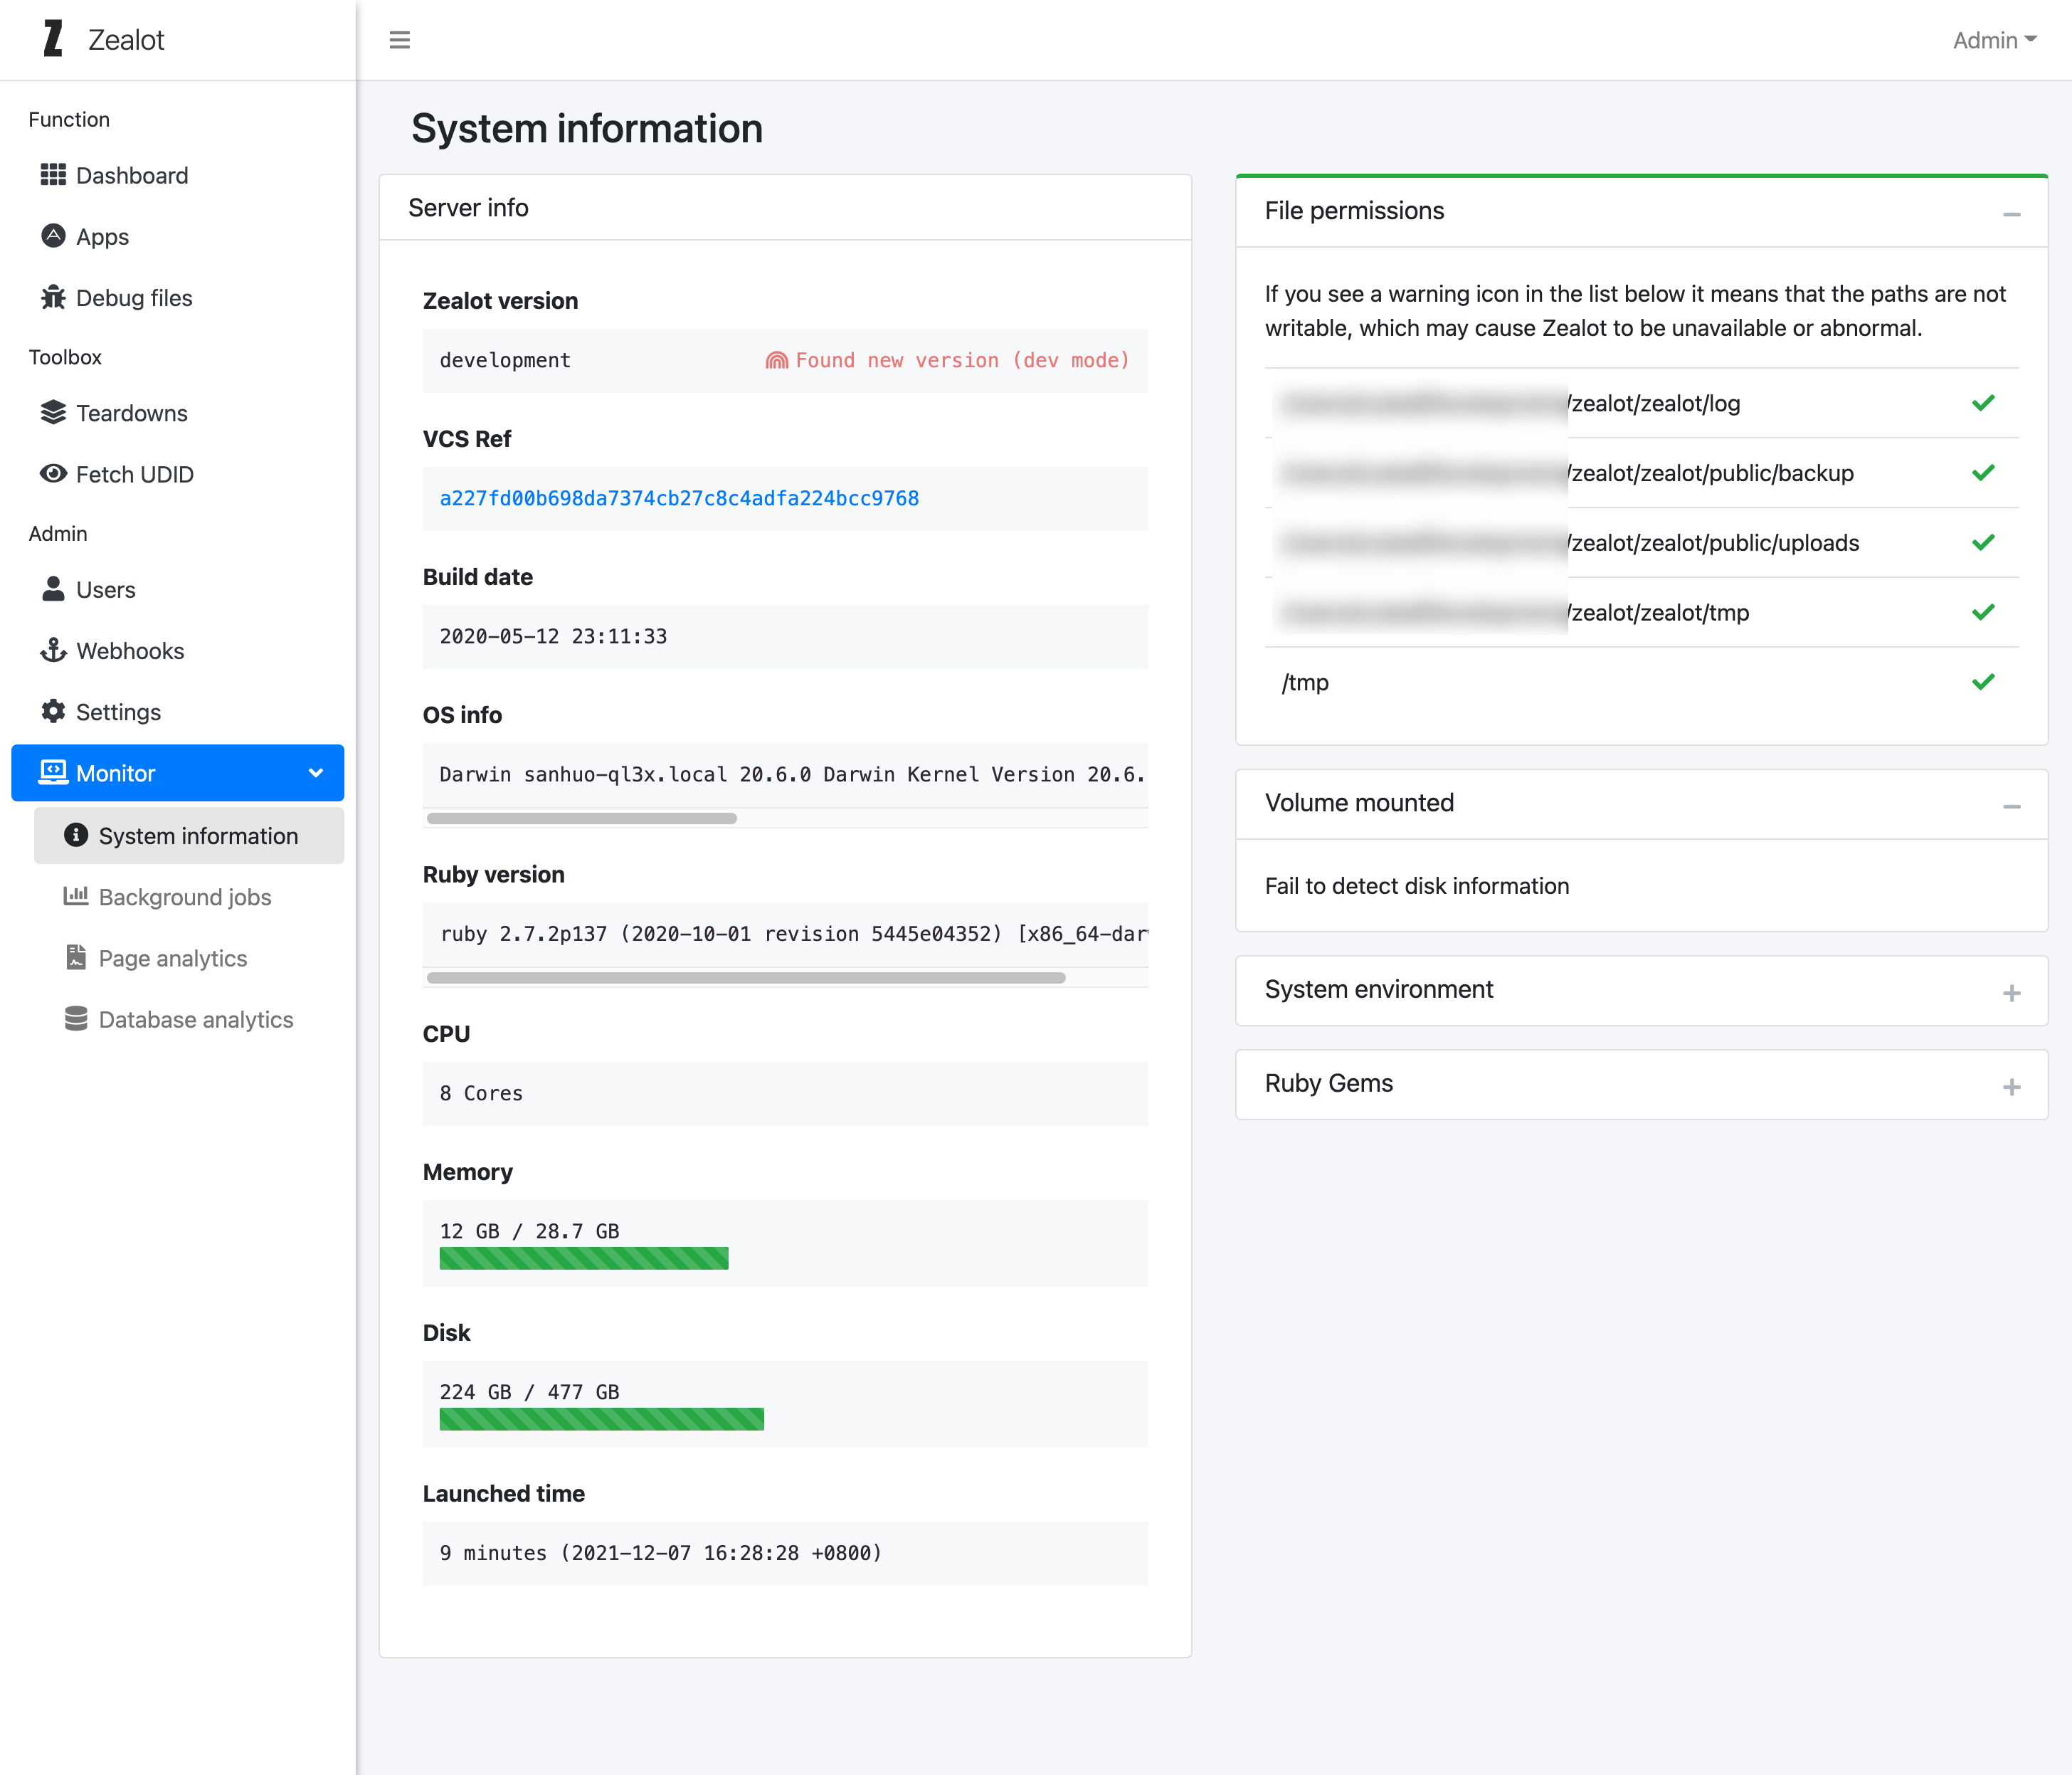 Zealot
Admin
Function
Dashboard
Apps
Debug files
Toolbox
Teardowns
Fetch UDID
Admin
Users
Webhooks
Settings
Monitor
System information
Background jobs
Page analytics
Database analytics
System information
Server info
Zealot version
development
Found new version (dev mode)
VCS Ref
a227fd00b698da7374cb27c8c4adfa224bcc9768
Build date
2020-05-12 23:11:33
OS info
Darwin sanhuo-ql3x.local 20.6.0 Darwin Kernel Version 20.6.
Ruby version
ruby 2.7.2p137 (2020-10-01 revision 5445e04352) [x86_64-dar
CPU
8 Cores
Memory
12 GB / 28.7 GB
Disk
224 GB / 477 GB
Launched time
9 minutes (2021-12-07 16:28:28 +0800)
File permissions
If you see a warning icon in the list below it means that the paths are not
writable, which may cause Zealot to be unavailable or abnormal.
/zealot/zealot/log
/zealot/zealot/public/backup
/zealot/zealot/public/uploads
/zealot/zealot/tmp
/tmp
Volume mounted
Fail to detect disk information
System environment
Ruby Gems